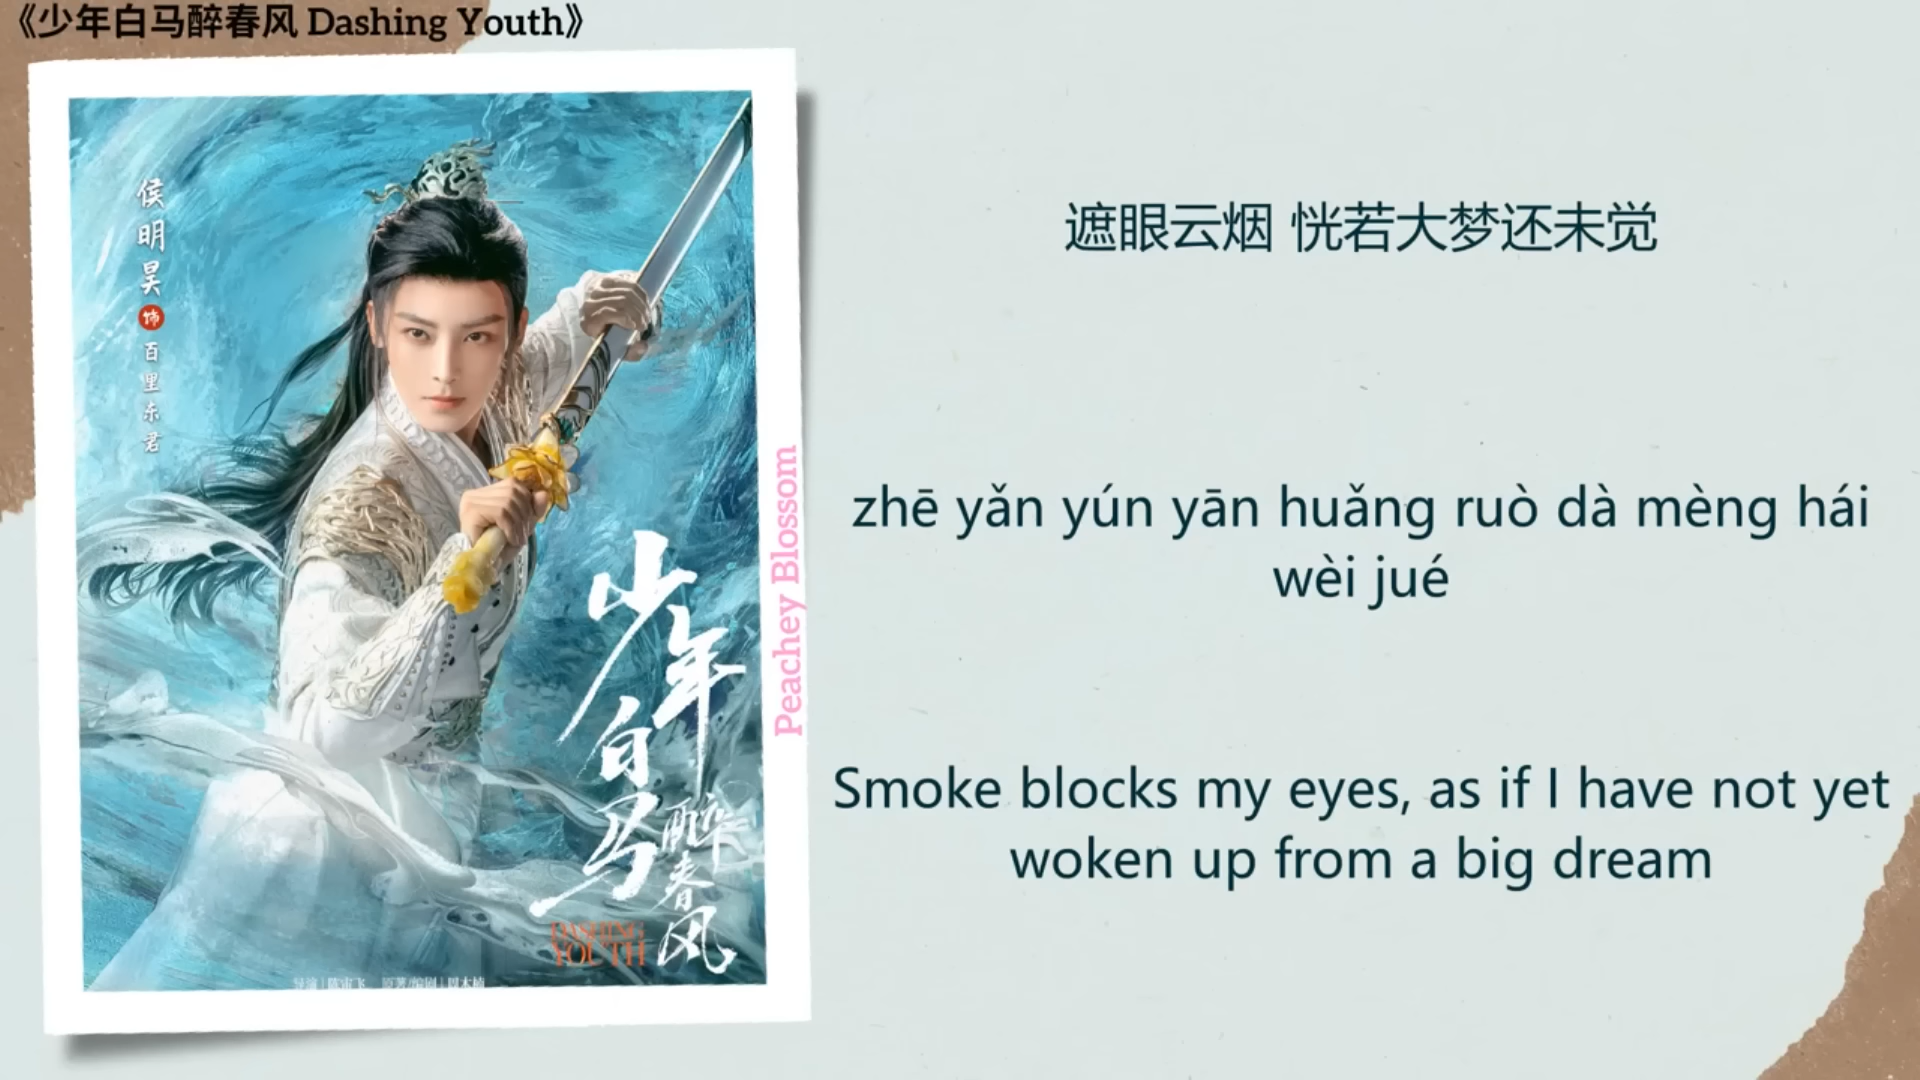 《少年白马醉春风 Dashing Youth》
侯明昊
饰
百里东君
少年
白马
醉春风
DASHING
YOUTH
Peachey Blossom
遮眼云烟 恍若大梦还未觉
zhē yǎn yún yān huǎng ruò dà mèng hái
wèi jué
Smoke blocks my eyes, as if I have not yet
woken up from a big dream